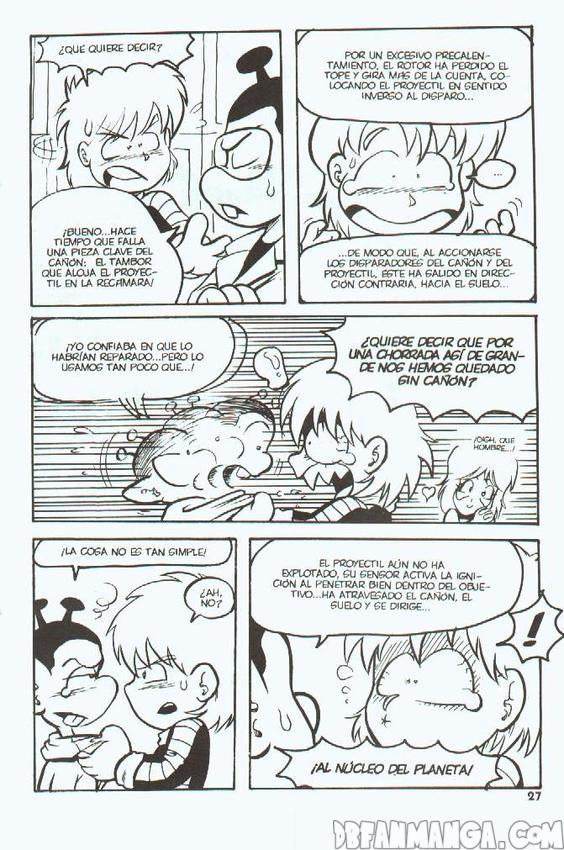 ¿QUÉ QUIERE DECIR?
¡BUENO...HACE
TIEMPO QUE FALLA
UNA PIEZA CLAVE DEL
CAÑÓN; EL TAMBOR
QUE ALOJA EL PROYEC-
TIL EN LA RECÁMARA!
POR UN EXCESIVO PRECALEN-
TAMIENTO, EL ROTOR HA PERDIDO EL
TOPE Y GIRA MÁS DE LA CUENTA, CO-
LOCANDO EL PROYECTIL EN SENTIDO
INVERSO AL DISPARO...
...
...DE MODO QUE, AL ACCIONARSE
LOS DISPARADORES DEL CAÑÓN Y DEL
PROYECTIL, ESTE HA SALIDO EN DIREC-
CIÓN CONTRARIA, HACIA EL SUELO...
¡YO CONFIABA EN QUE LO
HABRÍAN REPARADO...PERO LO
USAMOS TAN POCO QUE...!
¿QUIERE DECIR QUE POR
UNA CHORRADA ASÍ DE GRAN-
DE NOS HEMOS QUEDADO
SIN CAÑÓN?
¡OIGH, QUE
HOMBRE...!
¡LA COSA NO ES TAN SIMPLE!
¿AH,
NO?
EL PROYECTIL AÚN NO HA
EXPLOTADO, SU SENSOR ACTIVA LA IGNI-
CIÓN AL PENETRAR BIEN DENTRO DEL OBJE-
TIVO...HA ATRAVESADO EL CAÑÓN, EL
SUELO Y SE DIRIGE...
!
¡AL NÚCLEO DEL PLANETA!
27
DBFANMANGA.COM